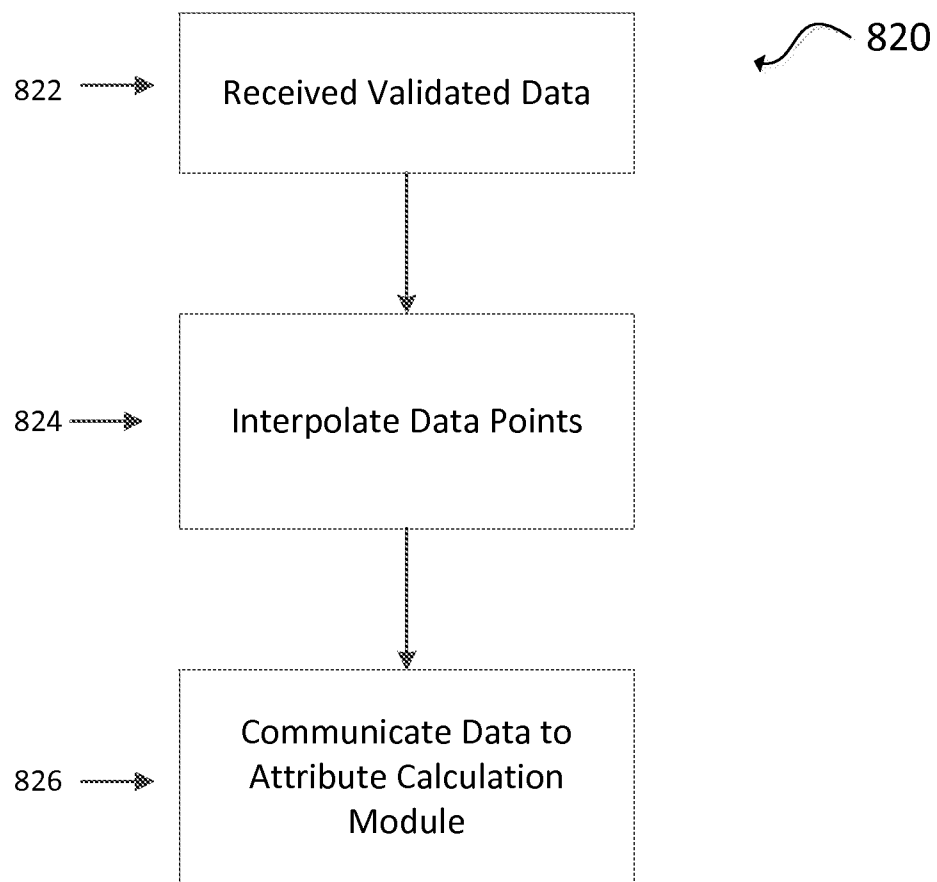 820
822
Received Validated Data
824
Interpolate Data Points
826
Communicate Data to
Attribute Calculation
Module